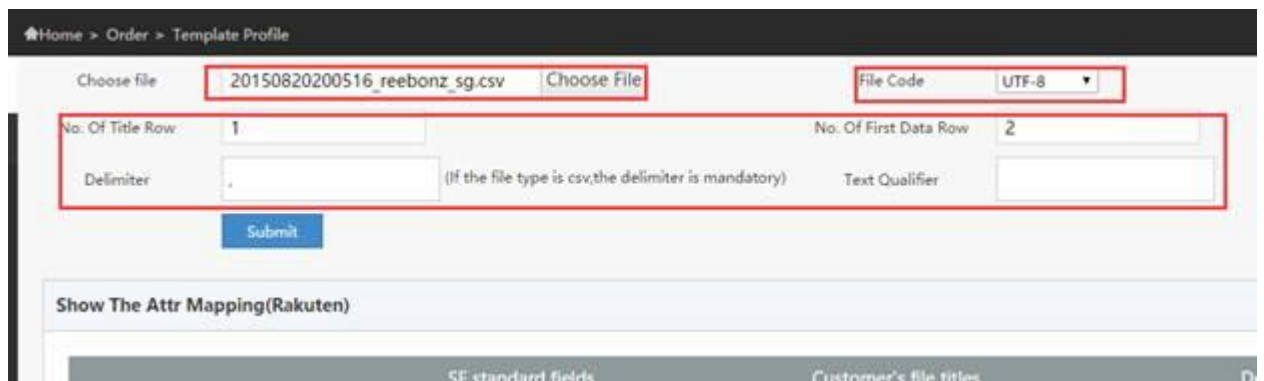 Home > Order > Template Profile
Choose file 20150820200516_reebonz_sg.csv Choose File File Code UTF-8
No. Of Title Row 1 No. Of First Data Row 2
Delimiter , (If the file type is csv,the delimiter is mandatory) Text Qualifier
Submit
Show The Attr Mapping(Rakuten)
SF standard fields Customer's file titles